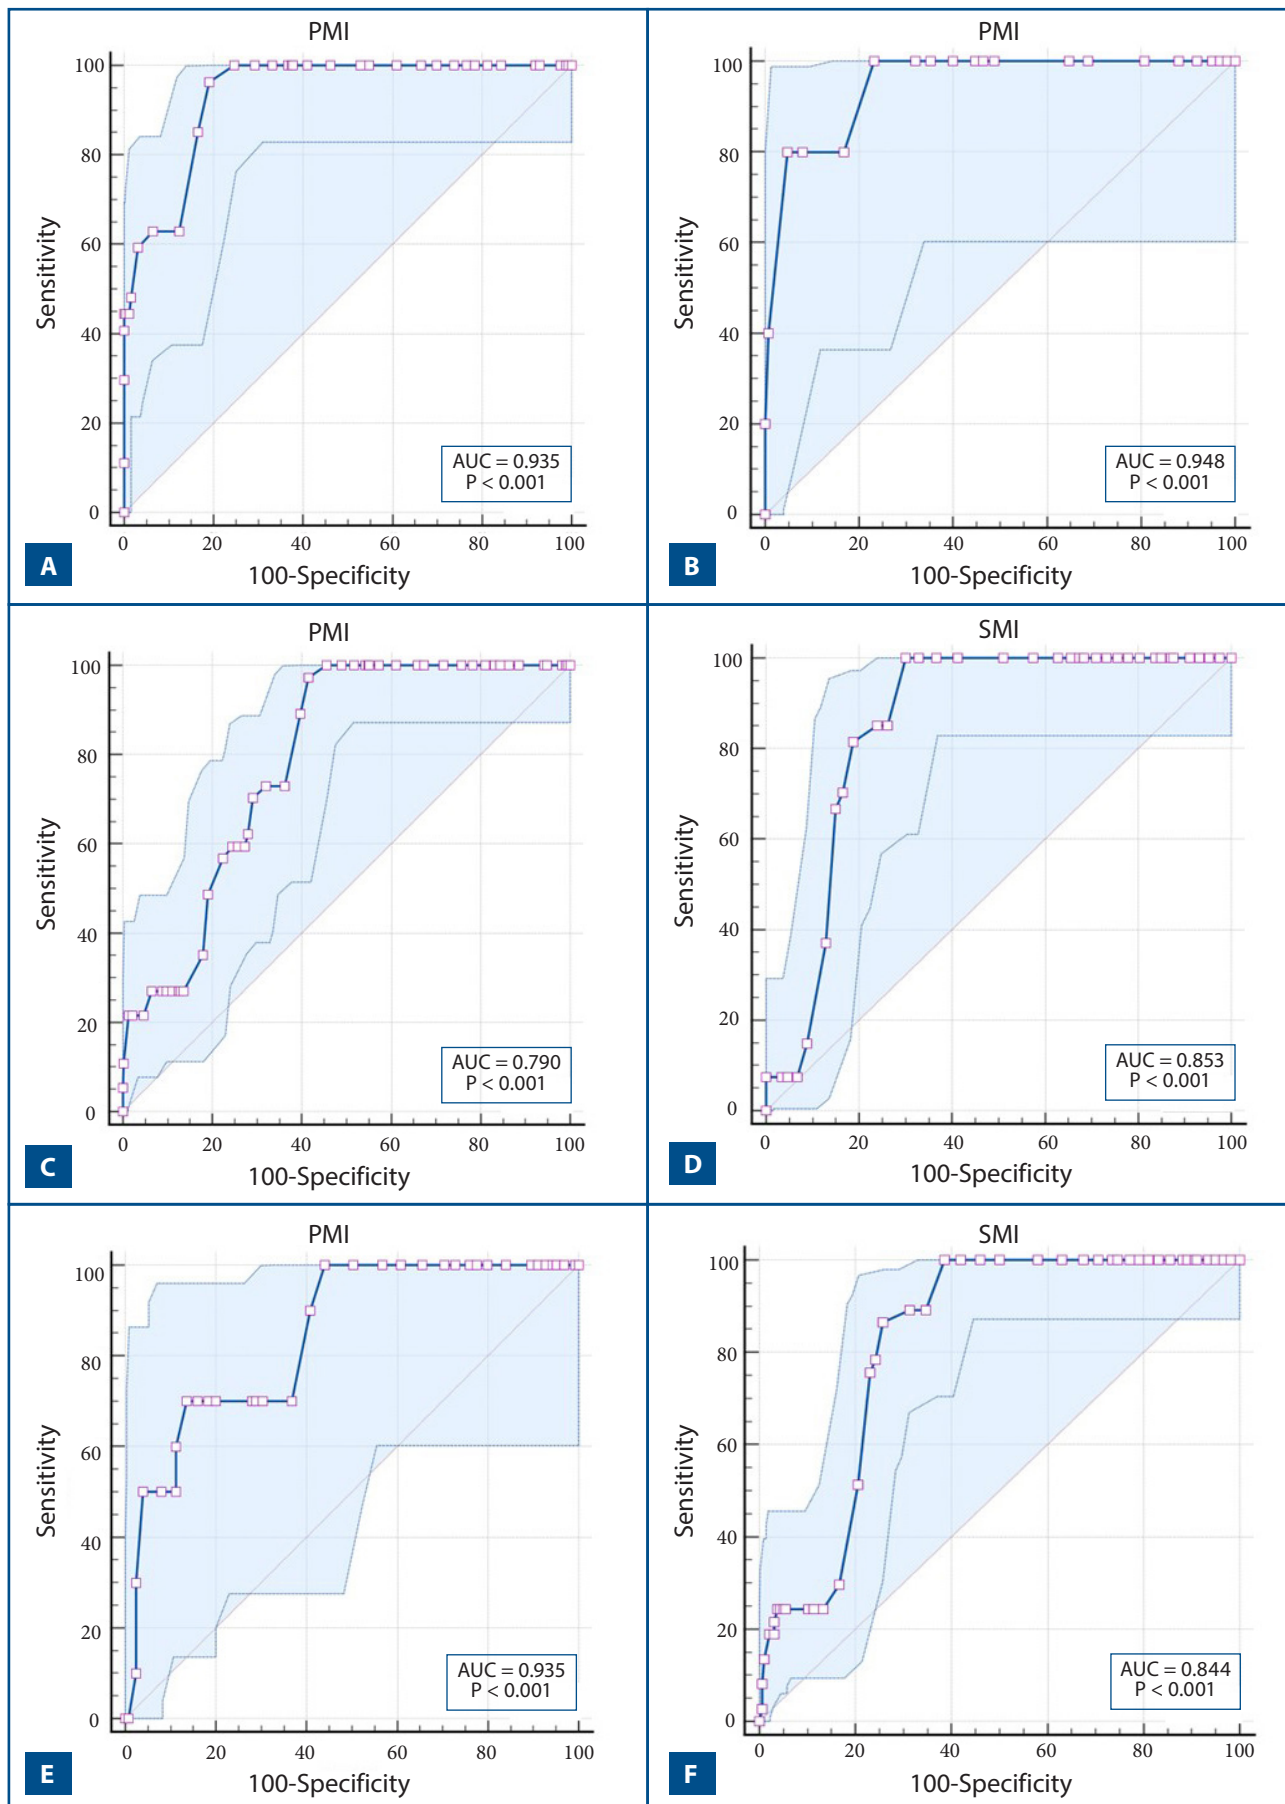 PMI
100
80
60
40
20
0
Sensitivity
AUC = 0.935
P < 0.001
0 20 40 60 80 100
100-Specificity
A
PMI
100
80
60
40
20
0
Sensitivity
AUC = 0.948
P < 0.001
0 20 40 60 80 100
100-Specificity
B
PMI
100
80
60
40
20
0
Sensitivity
AUC = 0.790
P < 0.001
0 20 40 60 80 100
100-Specificity
C
SMI
100
80
60
40
20
0
Sensitivity
AUC = 0.853
P < 0.001
0 20 40 60 80 100
100-Specificity
D
PMI
100
80
60
40
20
0
Sensitivity
AUC = 0.935
P < 0.001
0 20 40 60 80 100
100-Specificity
E
SMI
100
80
60
40
20
0
Sensitivity
AUC = 0.844
P < 0.001
0 20 40 60 80 100
100-Specificity
F